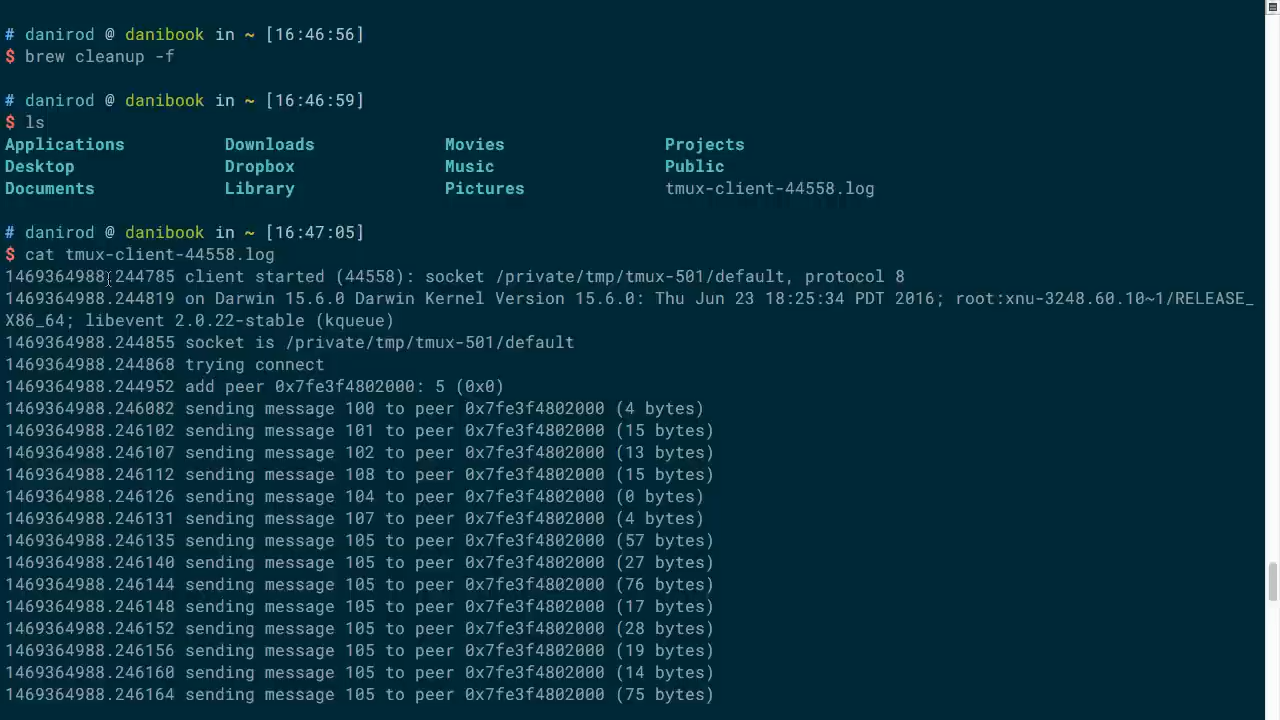 # danirod @ danibook in ~ [16:46:56]
$ brew cleanup -f
# danirod @ danibook in ~ [16:46:59]
$ ls
Applications Downloads Movies Projects
Desktop Dropbox Music Public
Documents Library Pictures tmux-client-44558.log
# danirod @ danibook in ~ [16:47:05]
$ cat tmux-client-44558.log
1469364988.244785 client started (44558): socket /private/tmp/tmux-501/default, protocol 8
1469364988.244819 on Darwin 15.6.0 Darwin Kernel Version 15.6.0: Thu Jun 23 18:25:34 PDT 2016; root:xnu-3248.60.10~1/RELEASE_
X86_64; libevent 2.0.22-stable (kqueue)
1469364988.244855 socket is /private/tmp/tmux-501/default
1469364988.244868 trying connect
1469364988.244952 add peer 0x7fe3f4802000: 5 (0x0)
1469364988.246082 sending message 100 to peer 0x7fe3f4802000 (4 bytes)
1469364988.246102 sending message 101 to peer 0x7fe3f4802000 (15 bytes)
1469364988.246107 sending message 102 to peer 0x7fe3f4802000 (13 bytes)
1469364988.246112 sending message 108 to peer 0x7fe3f4802000 (15 bytes)
1469364988.246126 sending message 104 to peer 0x7fe3f4802000 (0 bytes)
1469364988.246131 sending message 107 to peer 0x7fe3f4802000 (4 bytes)
1469364988.246135 sending message 105 to peer 0x7fe3f4802000 (57 bytes)
1469364988.246140 sending message 105 to peer 0x7fe3f4802000 (27 bytes)
1469364988.246144 sending message 105 to peer 0x7fe3f4802000 (76 bytes)
1469364988.246148 sending message 105 to peer 0x7fe3f4802000 (17 bytes)
1469364988.246152 sending message 105 to peer 0x7fe3f4802000 (28 bytes)
1469364988.246156 sending message 105 to peer 0x7fe3f4802000 (19 bytes)
1469364988.246160 sending message 105 to peer 0x7fe3f4802000 (14 bytes)
1469364988.246164 sending message 105 to peer 0x7fe3f4802000 (75 bytes)